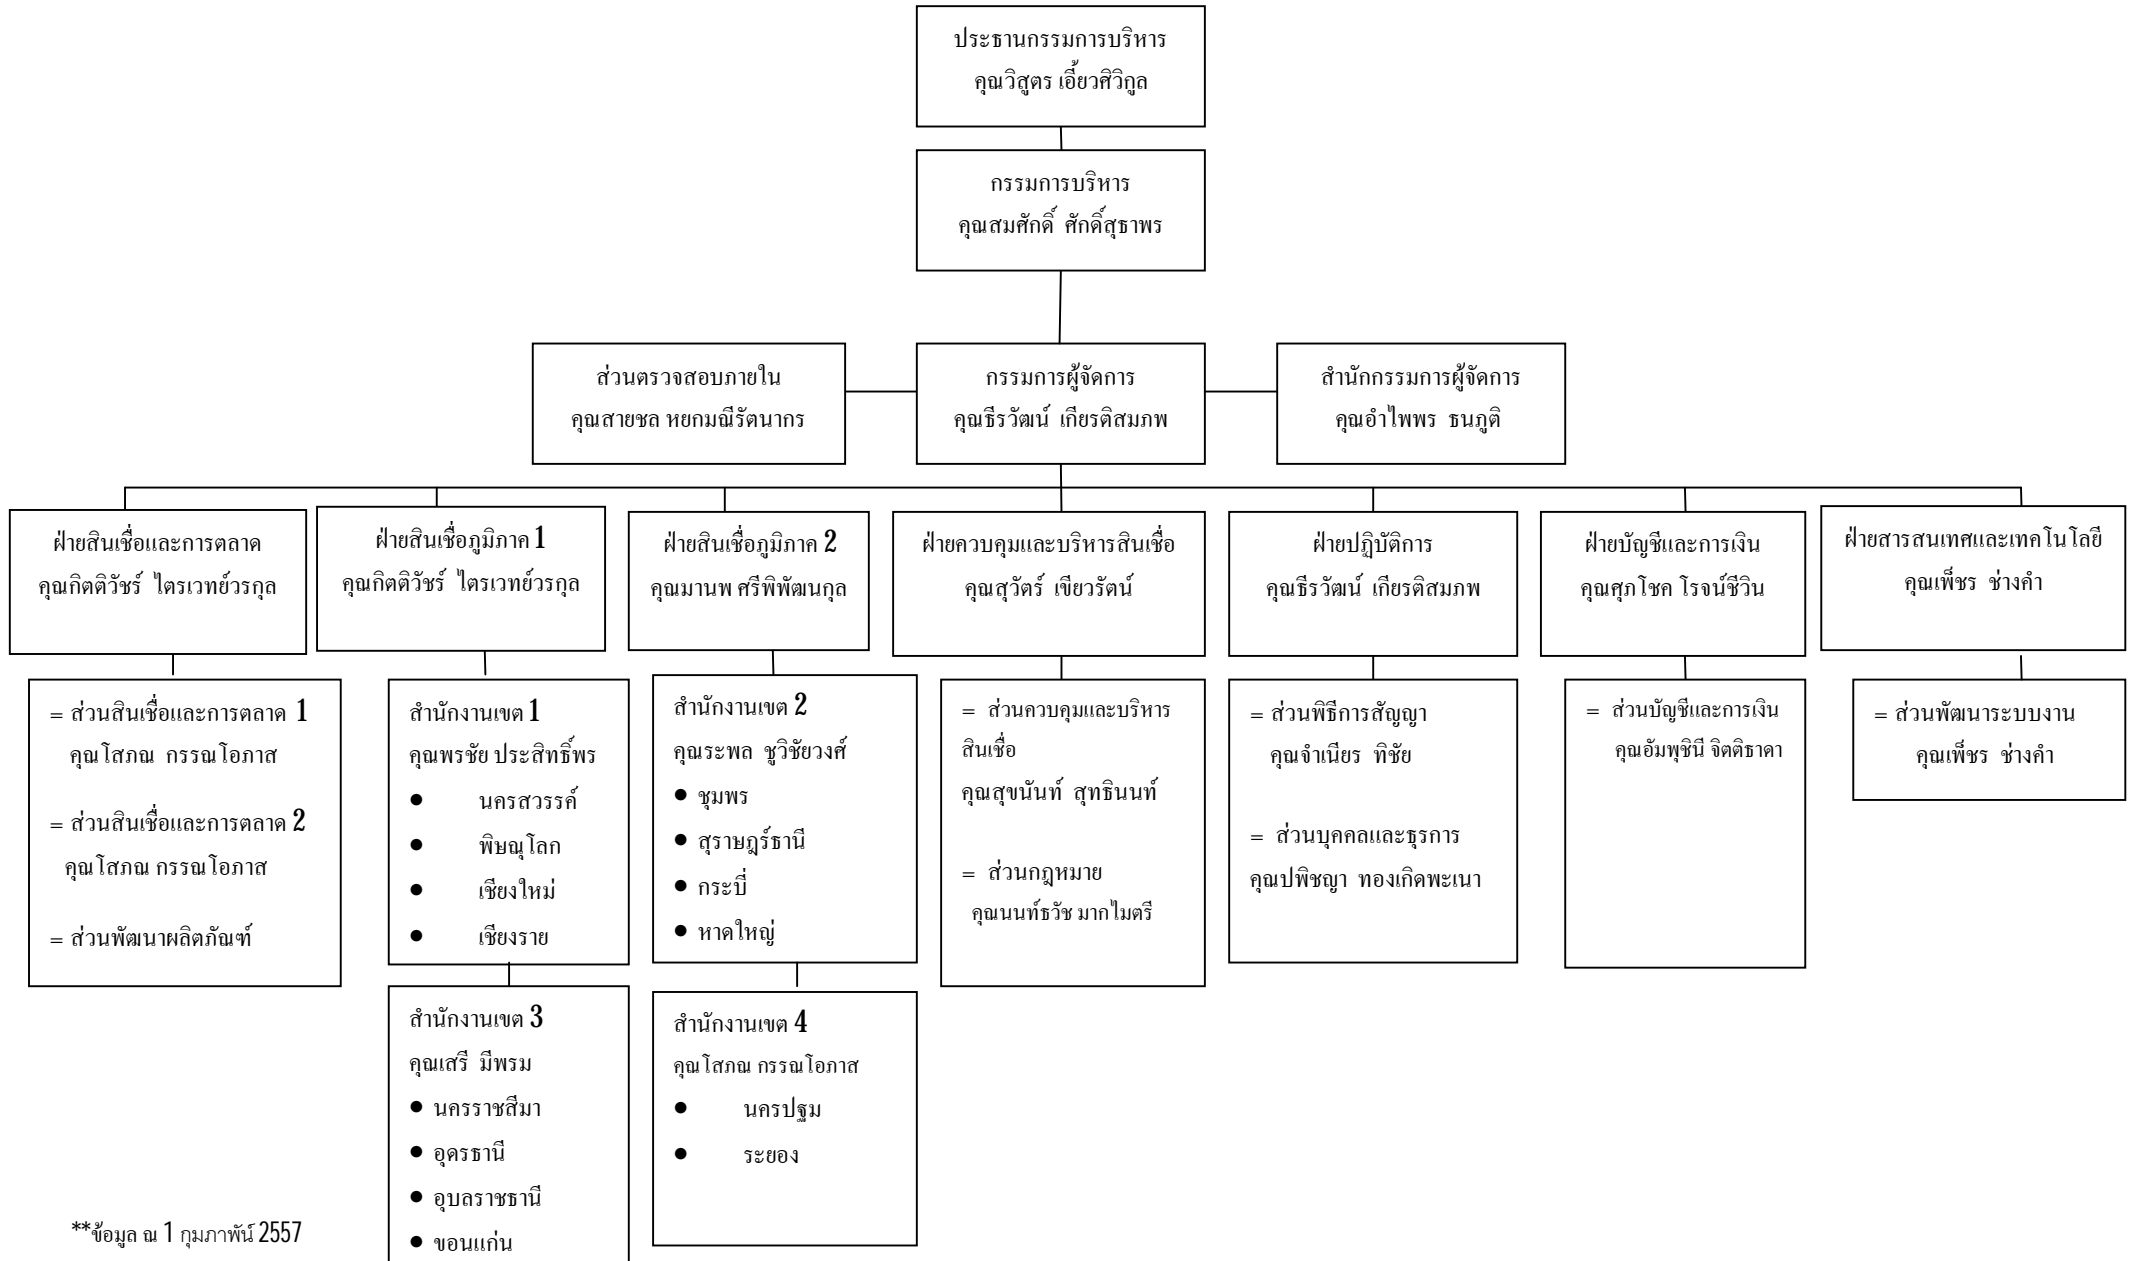 ประธานกรรมการบริหาร
คุณวิสูตร เอี้ยวศิวิกูล
กรรมการบริหาร
คุณสมศักดิ์ ศักดิ์สุธาพร
ส่วนตรวจสอบภายใน
คุณสายชล หยกมณีรัตนากร
กรรมการผู้จัดการ
คุณธีรวัฒน์ เกียรติสมภพ
สำนักกรรมการผู้จัดการ
คุณอำไพพร ธนภูติ
ฝ่ายสินเชื่อและการตลาด
คุณกิตติวัชร์ ไตรเวทย์วรกุล
ฝ่ายสินเชื่อภูมิภาค 1
คุณกิตติวัชร์ ไตรเวทย์วรกุล
ฝ่ายสินเชื่อภูมิภาค 2
คุณมานพ ศรีพิพัฒนกุล
ฝ่ายควบคุมและบริหารสินเชื่อ
คุณสุวัตร์ เขียวรัตน์
ฝ่ายปฏิบัติการ
คุณธีรวัฒน์ เกียรติสมภพ
ฝ่ายบัญชีและการเงิน
คุณศุภโชค โรจน์ชีวิน
ฝ่ายสารสนเทศและเทคโนโลยี
คุณเพ็ชร ช่างคำ
= ส่วนสินเชื่อและการตลาด 1
คุณโสภณ กรรณโอภาส
= ส่วนสินเชื่อและการตลาด 2
คุณโสภณ กรรณโอภาส
= ส่วนพัฒนาผลิตภัณฑ์
สำนักงานเขต 1
คุณพรชัย ประสิทธิ์พร
● นครสวรรค์
● พิษณุโลก
● เชียงใหม่
● เชียงราย
สำนักงานเขต 3
คุณเสรี มีพรม
● นครราชสีมา
● อุดรธานี
● อุบลราชธานี
● ขอนแก่น
สำนักงานเขต 2
คุณระพล ชูวิชัยวงศ์
● ชุมพร
● สุราษฎร์ธานี
● กระบี่
● หาดใหญ่
สำนักงานเขต 4
คุณโสภณ กรรณโอภาส
● นครปฐม
● ระยอง
= ส่วนควบคุมและบริหาร
สินเชื่อ
คุณสุขนันท์ สุทธินนท์
= ส่วนกฎหมาย
คุณนนท์ธวัช มากไมตรี
= ส่วนพิธีการสัญญา
คุณจำเนียร ทิชัย
= ส่วนบุคคลและธุรการ
คุณปพิชญา ทองเกิดพะเนา
= ส่วนบัญชีและการเงิน
คุณอัมพุชินี จิตติธาดา
= ส่วนพัฒนาระบบงาน
คุณเพ็ชร ช่างคำ
**ข้อมูล ณ 1 กุมภาพัน์ 2557